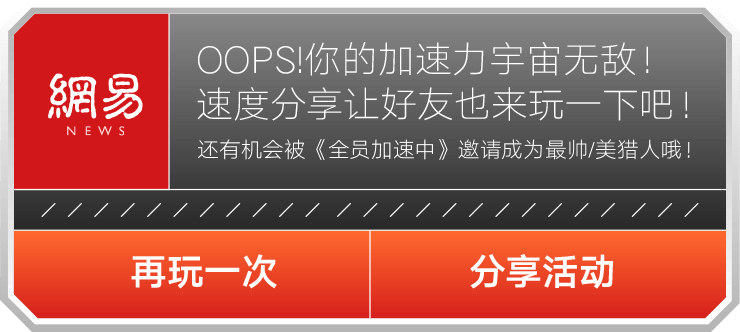 網易
NEWS
OOPS!你的加速力宇宙无敌!
速度分享让好友也来玩一下吧!
还有机会被《全员加速中》邀请成为最帅/美猎人哦!
再玩一次
分享活动